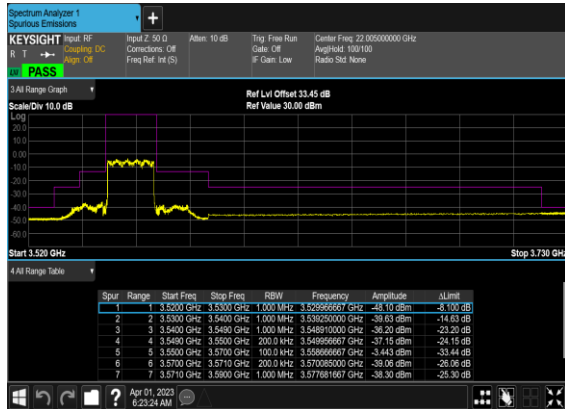 Spectrum Analyzer 1
Spurious Emissions
KEYSIGHT Input: RF Input Z: 50 Ω Atten: 10 dB Trig: Free Run Center Freq: 22.005000000 GHz
R T Coupling: DC Corrections: Off Gate: Off Avg|Hold: 100/100
Align: Off Freq Ref: Int (S) IF Gain: Low Radio Std: None
PASS
3 All Range Graph Ref Lvl Offset 33.45 dB
Scale/Div 10.0 dB Ref Value 30.00 dBm
Log
20.0
10.0
0.00
-10.0
-20.0
-30.0
-40.0
-50.0
-60.0
Start 3.520 GHz Stop 3.730 GHz
4 All Range Table
Spur Range Start Freq Stop Freq RBW Frequency Amplitude ΔLimit
1 1 3.5200 GHz 3.5300 GHz 1.000 MHz 3.529966667 GHz -48.10 dBm -8.100 dB
2 2 3.5300 GHz 3.5400 GHz 1.000 MHz 3.539250000 GHz -39.63 dBm -14.63 dB
3 3 3.5400 GHz 3.5490 GHz 1.000 MHz 3.548910000 GHz -36.20 dBm -23.20 dB
4 4 3.5490 GHz 3.5500 GHz 200.0 kHz 3.549956667 GHz -37.15 dBm -24.15 dB
5 5 3.5500 GHz 3.5700 GHz 100.0 kHz 3.558666667 GHz -3.443 dBm -33.44 dB
6 6 3.5700 GHz 3.5710 GHz 200.0 kHz 3.570085000 GHz -39.06 dBm -26.06 dB
7 7 3.5710 GHz 3.5900 GHz 1.000 MHz 3.577681667 GHz -38.30 dBm -25.30 dB
Apr 01, 2023
6:23:24 AM